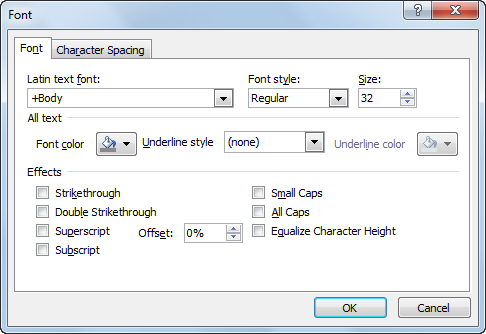 Font
Font Character Spacing
Latin text font: Font style: Size:
+Body Regular 32
All text
Font color Underline style (none) Underline color
Effects
Strikethrough Small Caps
Double Strikethrough All Caps
Superscript Offset: 0% Equalize Character Height
Subscript
OK Cancel